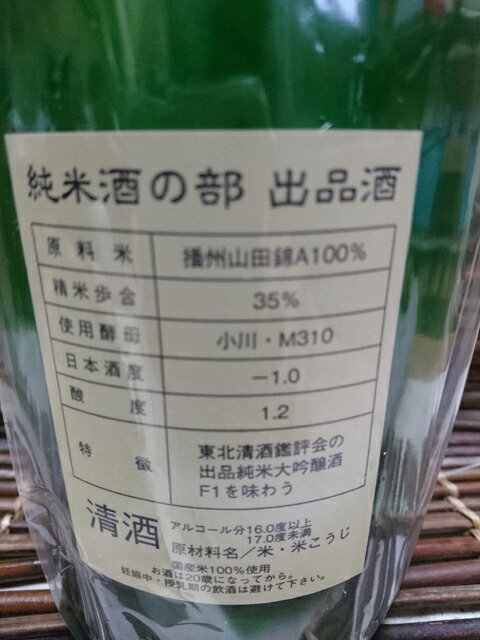 純米酒の部 出品酒
原料米 播州山田錦A100%
精米歩合 35%
使用酵母 小川・M310
日本酒度 −1.0
酸度 1.2
特徴 東北清酒鑑評会の
出品純米大吟醸酒
F1を味わう
清酒 アルコール分16.0度以上
17.0度未満
原材料名／米・米こうじ
国産米100%使用
お酒は20歳になってから。
妊娠中・授乳期の飲酒は避けて下さい。